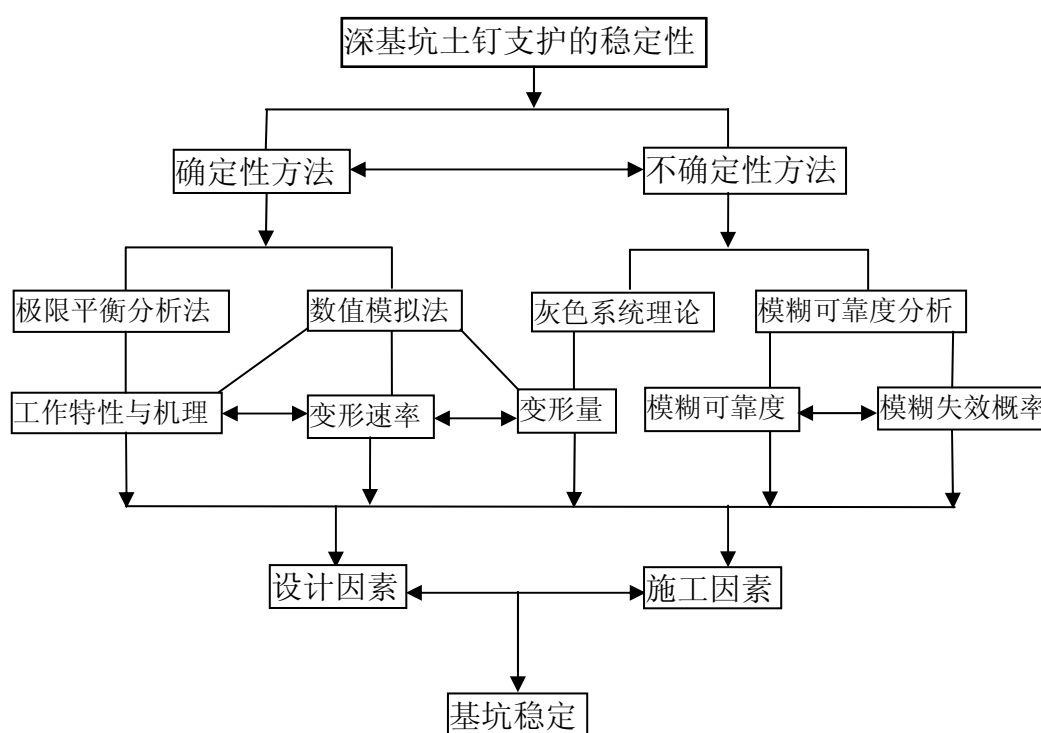 深基坑土钉支护的稳定性
确定性方法
不确定性方法
极限平衡分析法
数值模拟法
灰色系统理论
模糊可靠度分析
工作特性与机理
变形速率
变形量
模糊可靠度
模糊失效概率
设计因素
施工因素
基坑稳定